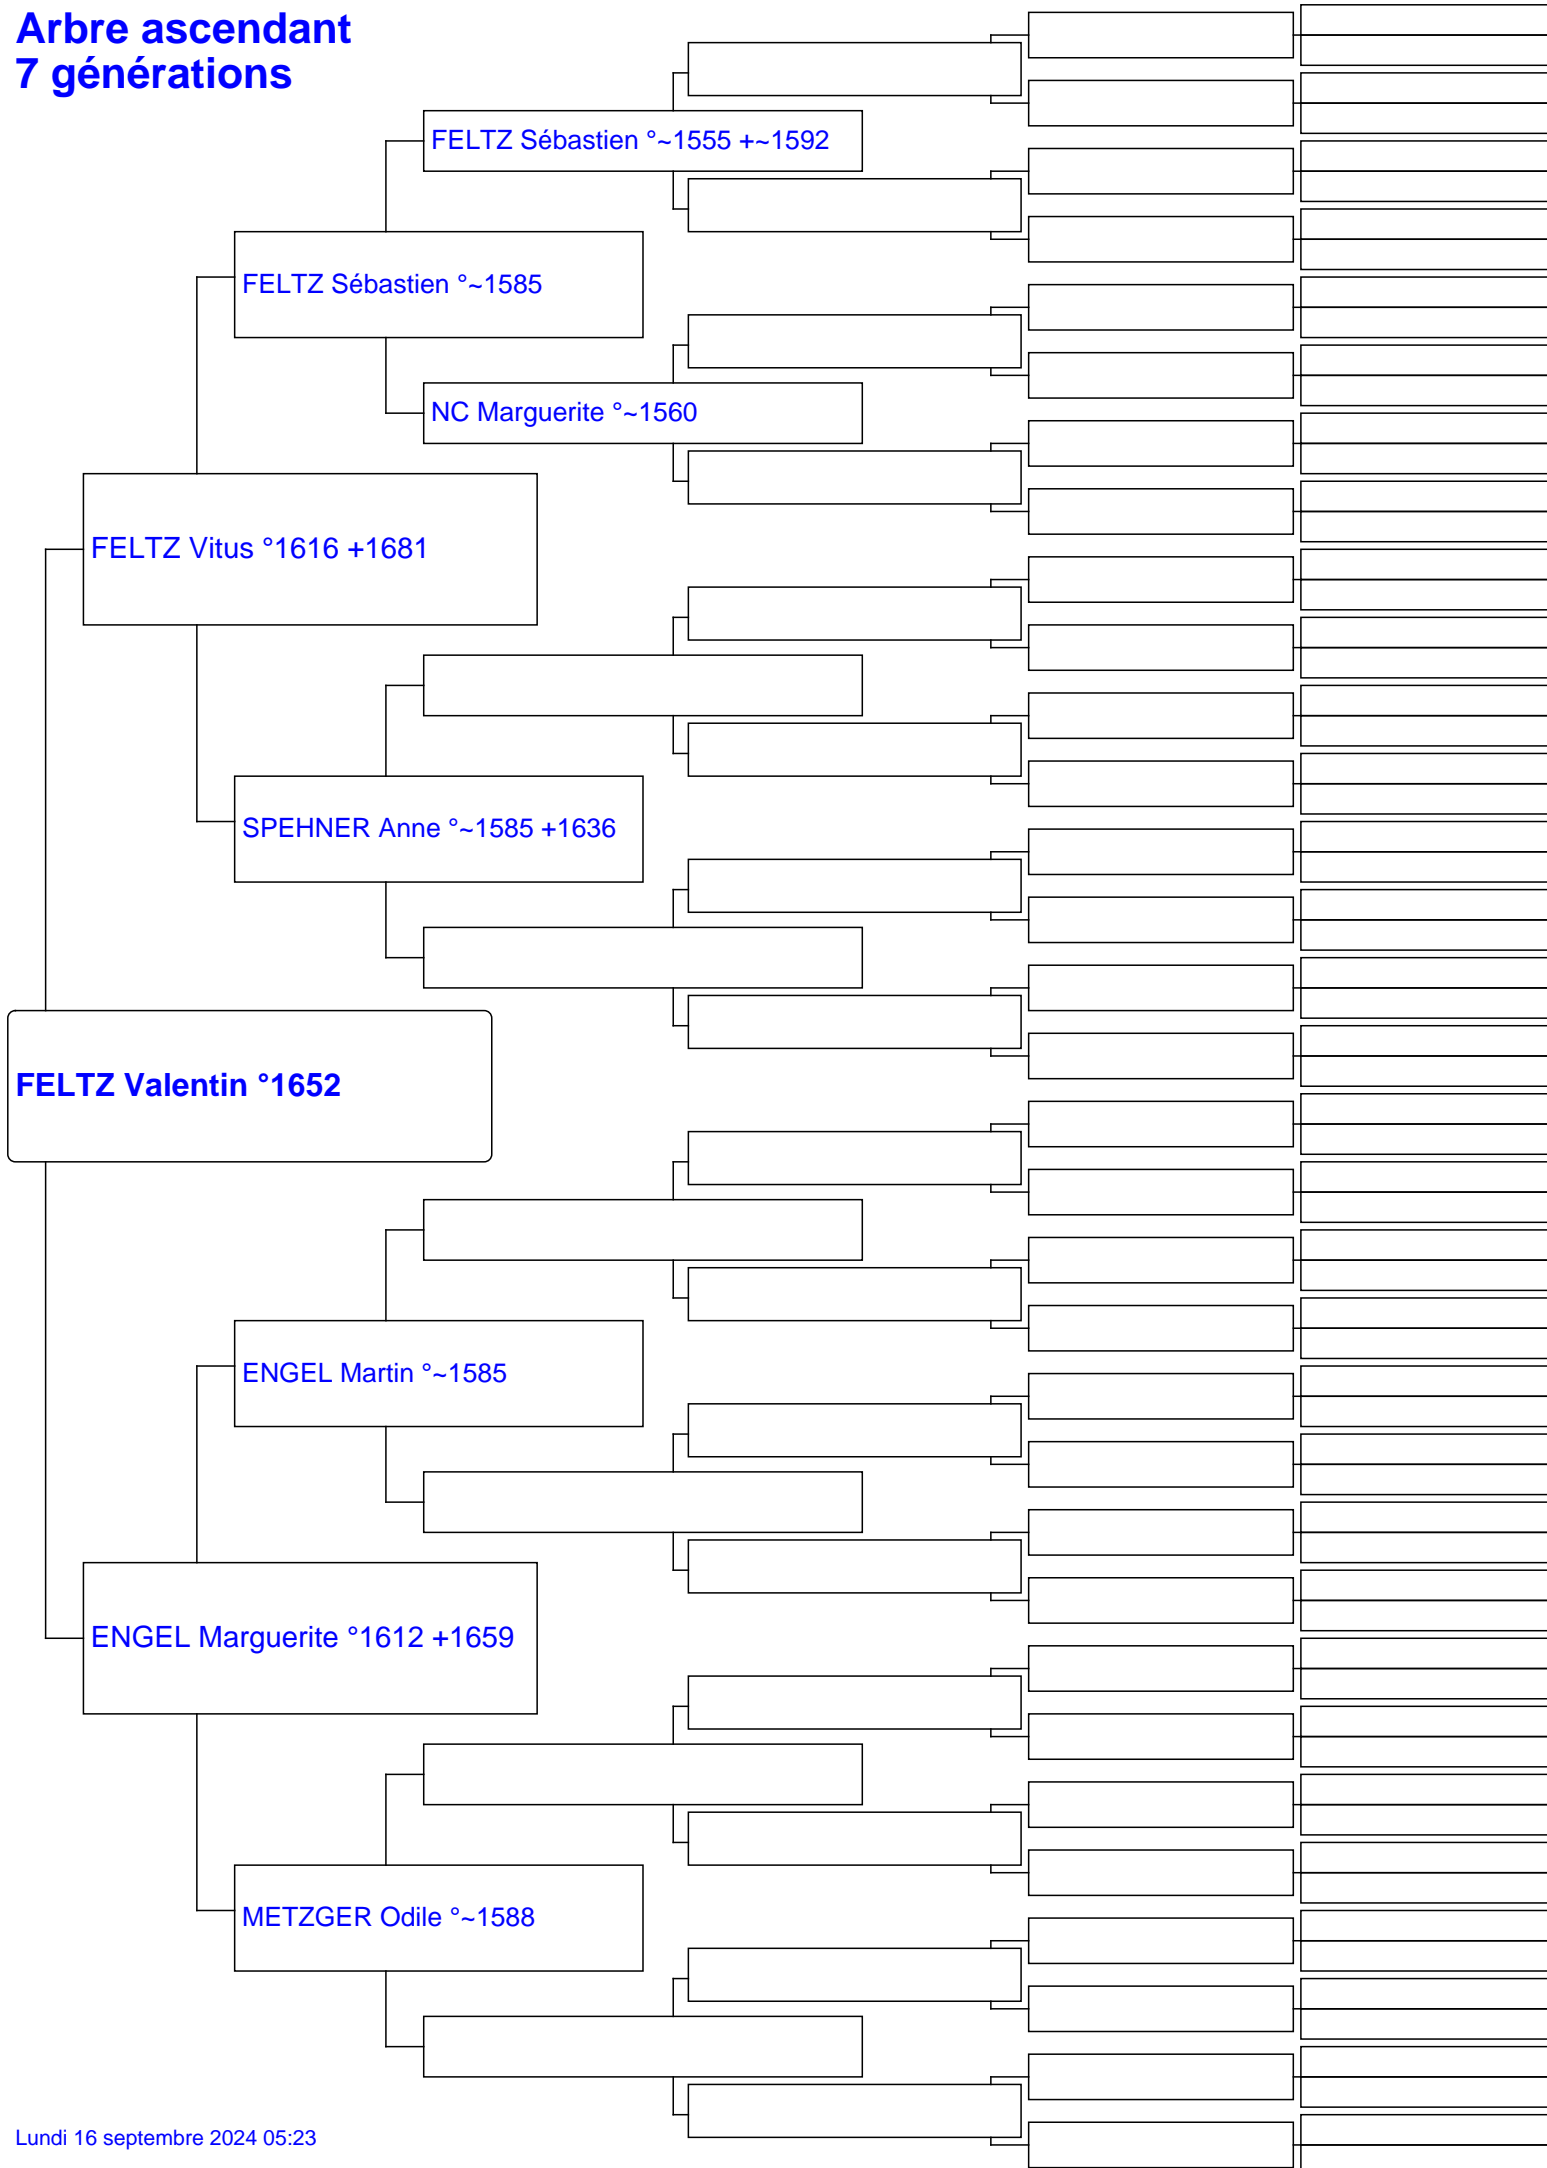 Arbre ascendant
7 générations
FELTZ Sébastien °~1555 +~1592
FELTZ Sébastien °~1585
NC Marguerite °~1560
FELTZ Vitus °1616 +1681
SPEHNER Anne °~1585 +1636
FELTZ Valentin °1652
ENGEL Martin °~1585
ENGEL Marguerite °1612 +1659
METZGER Odile °~1588
Lundi 16 septembre 2024 05:23